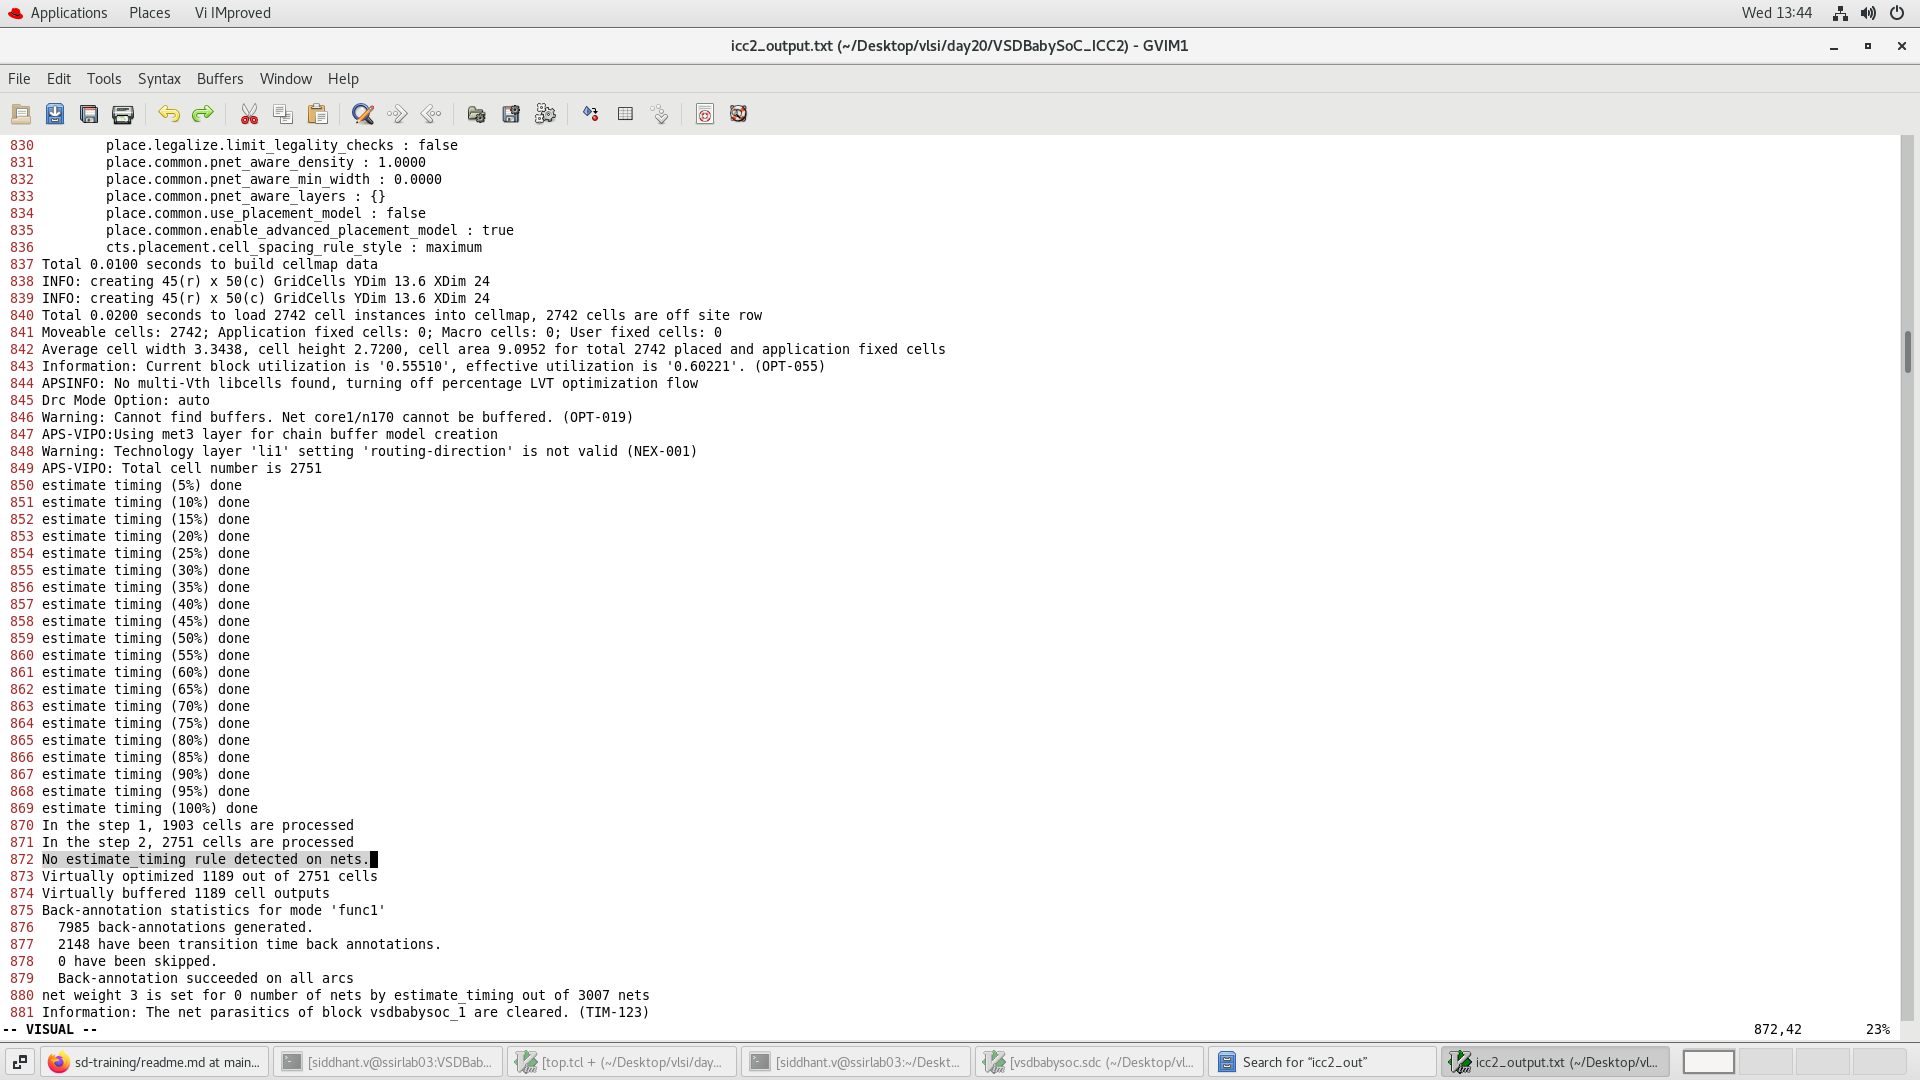 Applications Places Vi IMproved Wed 13:44
icc2_output.txt (~/Desktop/vlsi/day20/VSDBabySoC_ICC2) - GVIM1
File Edit Tools Syntax Buffers Window Help
830         place.legalize.limit_legality_checks : false
831         place.common.pnet_aware_density : 1.0000
832         place.common.pnet_aware_min_width : 0.0000
833         place.common.pnet_aware_layers : {}
834         place.common.use_placement_model : false
835         place.common.enable_advanced_placement_model : true
836         cts.placement.cell_spacing_rule_style : maximum
837 Total 0.0100 seconds to build cellmap data
838 INFO: creating 45(r) x 50(c) GridCells YDim 13.6 XDim 24
839 INFO: creating 45(r) x 50(c) GridCells YDim 13.6 XDim 24
840 Total 0.0200 seconds to load 2742 cell instances into cellmap, 2742 cells are off site row
841 Moveable cells: 2742; Application fixed cells: 0; Macro cells: 0; User fixed cells: 0
842 Average cell width 3.3438, cell height 2.7200, cell area 9.0952 for total 2742 placed and application fixed cells
843 Information: Current block utilization is '0.55510', effective utilization is '0.60221'. (OPT-055)
844 APSINFO: No multi-Vth libcells found, turning off percentage LVT optimization flow
845 Drc Mode Option: auto
846 Warning: Cannot find buffers. Net core1/n170 cannot be buffered. (OPT-019)
847 APS-VIPO:Using met3 layer for chain buffer model creation
848 Warning: Technology layer 'li1' setting 'routing-direction' is not valid (NEX-001)
849 APS-VIPO: Total cell number is 2751
850 estimate timing (5%) done
851 estimate timing (10%) done
852 estimate timing (15%) done
853 estimate timing (20%) done
854 estimate timing (25%) done
855 estimate timing (30%) done
856 estimate timing (35%) done
857 estimate timing (40%) done
858 estimate timing (45%) done
859 estimate timing (50%) done
860 estimate timing (55%) done
861 estimate timing (60%) done
862 estimate timing (65%) done
863 estimate timing (70%) done
864 estimate timing (75%) done
865 estimate timing (80%) done
866 estimate timing (85%) done
867 estimate timing (90%) done
868 estimate timing (95%) done
869 estimate timing (100%) done
870 In the step 1, 1903 cells are processed
871 In the step 2, 2751 cells are processed
872 No estimate_timing rule detected on nets.
873 Virtually optimized 1189 out of 2751 cells
874 Virtually buffered 1189 cell outputs
875 Back-annotation statistics for mode 'func1'
876   7985 back-annotations generated.
877   2148 have been transition time back annotations.
878   0 have been skipped.
879   Back-annotation succeeded on all arcs
880 net weight 3 is set for 0 number of nets by estimate_timing out of 3007 nets
881 Information: The net parasitics of block vsdbabysoc_1 are cleared. (TIM-123)
-- VISUAL -- 872,42 23%
sd-training/readme.md at main... [siddhant.v@ssirlab03:VSDBab... [top.tcl + (~/Desktop/vlsi/day... [siddhant.v@ssirlab03:~/Deskt... [vsdbabysoc.sdc (~/Desktop/vl... Search for “icc2_out” icc2_output.txt (~/Desktop/vl...